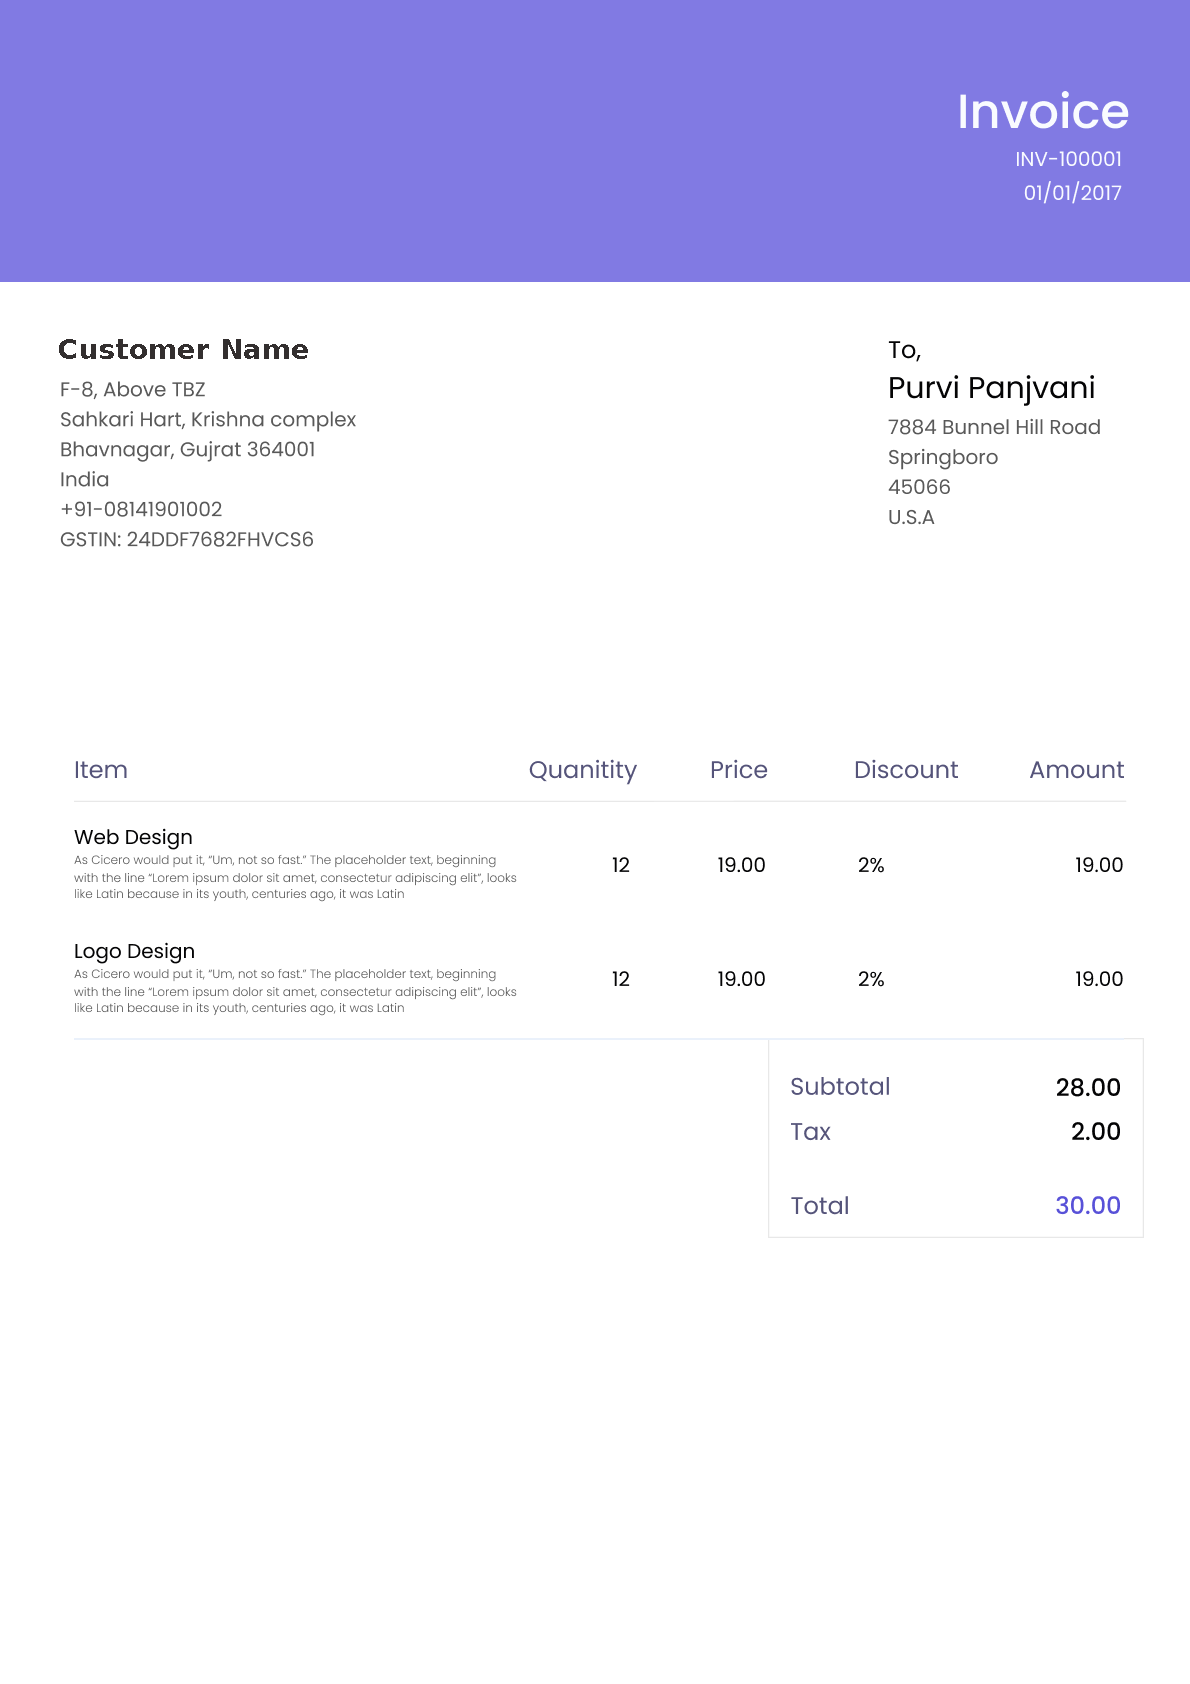 Invoice
INV-100001
01/01/2017
Customer Name
F-8, Above TBZ
Sahkari Hart, Krishna complex
Bhavnagar, Gujrat 364001
India
+91-08141901002
GSTIN: 24DDF7682FHVCS6
To,
Purvi Panjvani
7884 Bunnel Hill Road
Springboro
45066
U.S.A
Item Quanitity Price Discount Amount
Web Design
As Cicero would put it, “Um, not so fast.” The placeholder text, beginning
with the line “Lorem ipsum dolor sit amet, consectetur adipiscing elit”, looks
like Latin because in its youth, centuries ago, it was Latin
12 19.00 2% 19.00
Logo Design
As Cicero would put it, “Um, not so fast.” The placeholder text, beginning
with the line “Lorem ipsum dolor sit amet, consectetur adipiscing elit”, looks
like Latin because in its youth, centuries ago, it was Latin
12 19.00 2% 19.00
Subtotal 28.00
Tax 2.00
Total 30.00